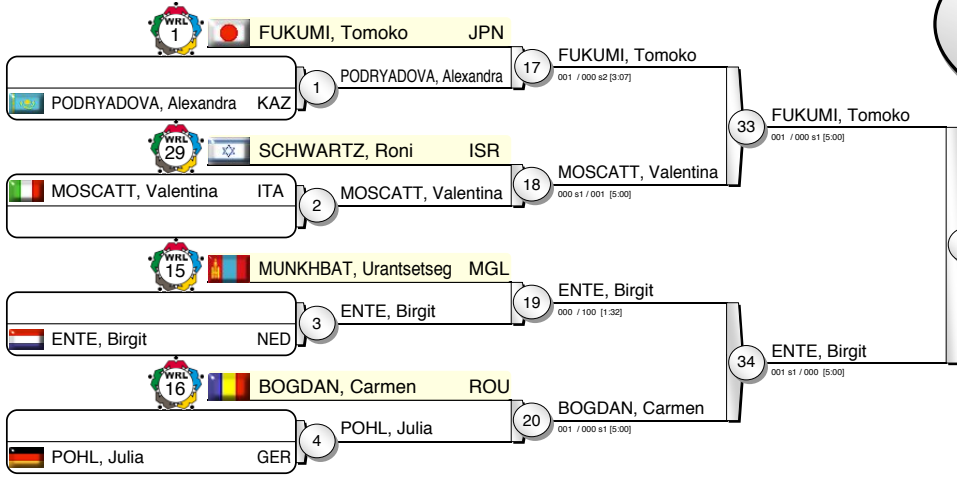 WRL
1
FUKUMI, Tomoko JPN
PODRYADOVA, Alexandra KAZ
1
PODRYADOVA, Alexandra
17
FUKUMI, Tomoko
001 / 000 s2 [3:07]
WRL
29
SCHWARTZ, Roni ISR
MOSCATT, Valentina ITA
2
MOSCATT, Valentina
18
MOSCATT, Valentina
000 s1 / 001 [5:00]
33
FUKUMI, Tomoko
001 / 000 s1 [5:00]
WRL
15
MUNKHBAT, Urantsetseg MGL
ENTE, Birgit NED
3
ENTE, Birgit
19
ENTE, Birgit
000 / 100 [1:32]
WRL
16
BOGDAN, Carmen ROU
POHL, Julia GER
4
POHL, Julia
20
BOGDAN, Carmen
001 / 000 s1 [5:00]
34
ENTE, Birgit
001 s1 / 000 [5:00]